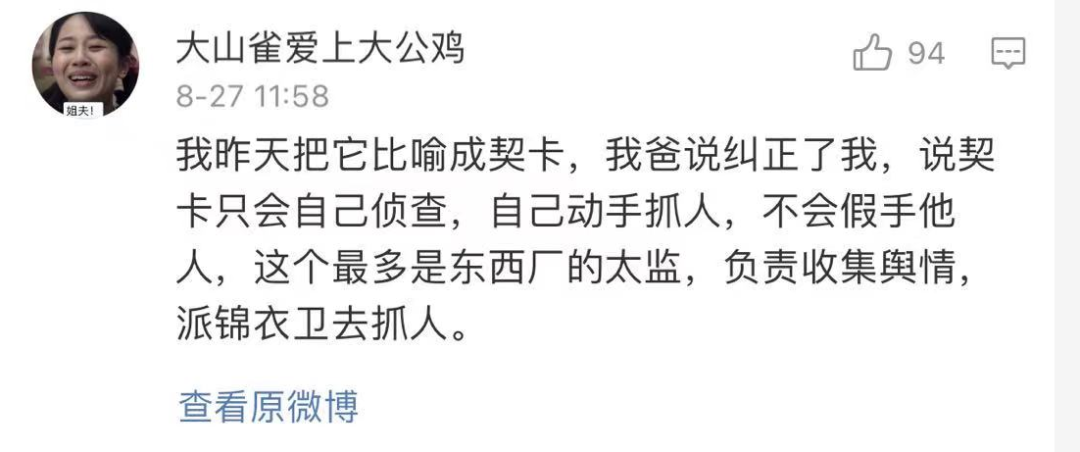 大山雀爱上大公鸡
94
8-27 11:58
姐夫！
我昨天把它比喻成契卡，我爸说纠正了我，说契
卡只会自己侦查，自己动手抓人，不会假手他
人，这个最多是东西厂的太监，负责收集舆情，
派锦衣卫去抓人。
查看原微博